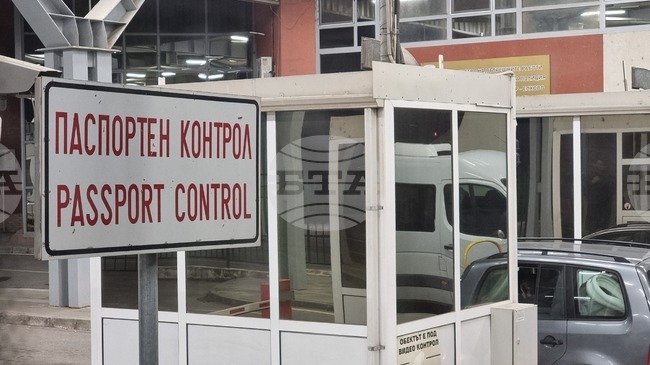 ПАСПОРТЕН КОНТРОЛ
PASSPORT CONTROL
БТА
ОБЕКТЪТ Е ПОД
ВИДЕО КОНТРОЛ